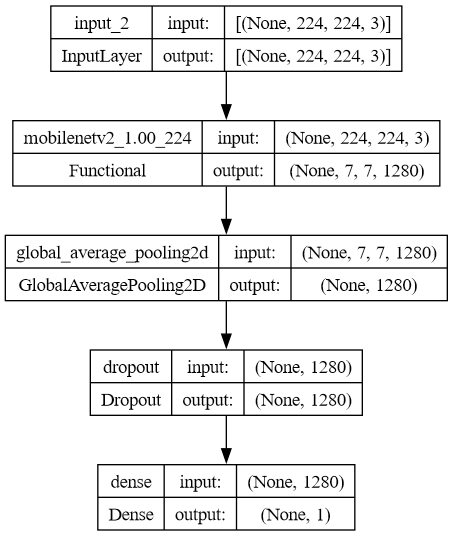 input_2 input: [(None, 224, 224, 3)]
InputLayer output: [(None, 224, 224, 3)]
mobilenetv2_1.00_224 input: (None, 224, 224, 3)
Functional output: (None, 7, 7, 1280)
global_average_pooling2d input: (None, 7, 7, 1280)
GlobalAveragePooling2D output: (None, 1280)
dropout input: (None, 1280)
Dropout output: (None, 1280)
dense input: (None, 1280)
Dense output: (None, 1)